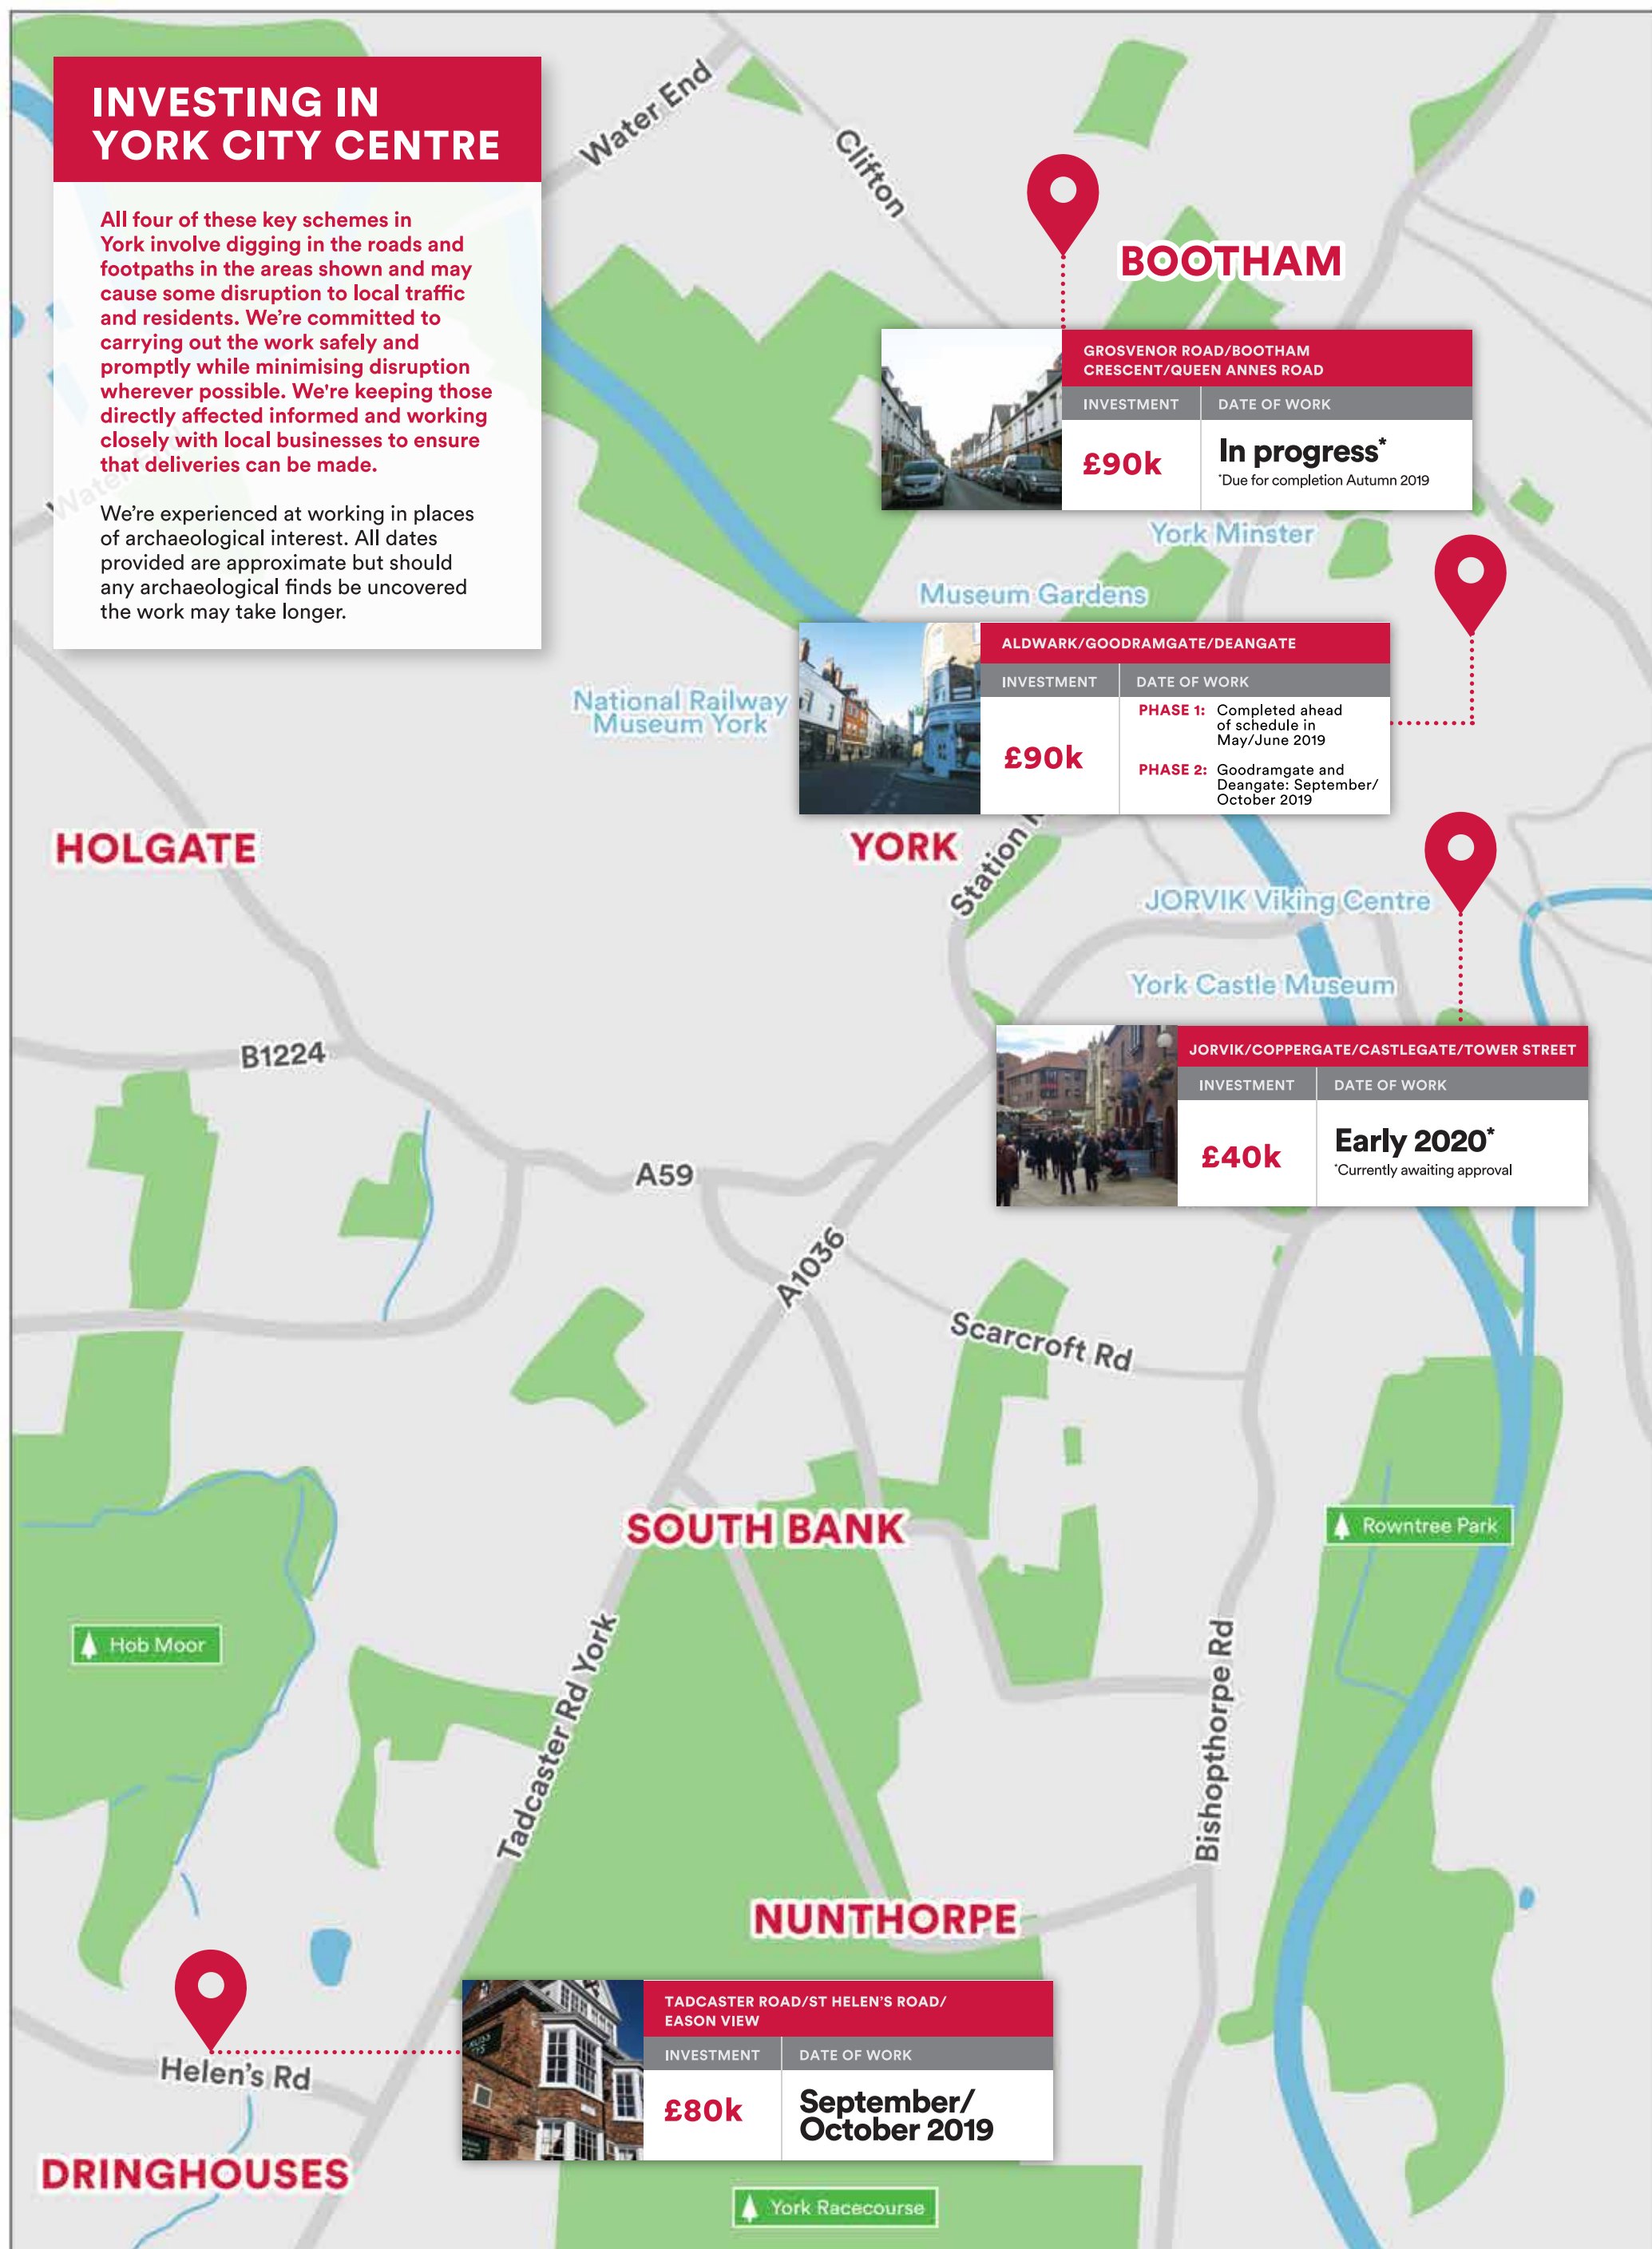 INVESTING IN
YORK CITY CENTRE
All four of these key schemes in
York involve digging in the roads and
footpaths in the areas shown and may
cause some disruption to local traffic
and residents. We’re committed to
carrying out the work safely and
promptly while minimising disruption
wherever possible. We're keeping those
directly affected informed and working
closely with local businesses to ensure
that deliveries can be made.
We’re experienced at working in places
of archaeological interest. All dates
provided are approximate but should
any archaeological finds be uncovered
the work may take longer.
Water End
Clifton
BOOTHAM
GROSVENOR ROAD/BOOTHAM
CRESCENT/QUEEN ANNES ROAD
INVESTMENT
DATE OF WORK
£90k
In progress*
*Due for completion Autumn 2019
York Minster
Museum Gardens
National Railway
Museum York
ALDWARK/GOODRAMGATE/DEANGATE
INVESTMENT
DATE OF WORK
£90k
PHASE 1: Completed ahead
of schedule in
May/June 2019
PHASE 2: Goodramgate and
Deangate: September/
October 2019
HOLGATE
YORK
Station
JORVIK Viking Centre
York Castle Museum
B1224
JORVIK/COPPERGATE/CASTLEGATE/TOWER STREET
INVESTMENT
DATE OF WORK
£40k
Early 2020*
*Currently awaiting approval
A59
A1036
Scarcroft Rd
SOUTH BANK
Rowntree Park
Hob Moor
Tadcaster Rd York
Bishopthorpe Rd
NUNTHORPE
TADCASTER ROAD/ST HELEN’S ROAD/
EASON VIEW
INVESTMENT
DATE OF WORK
£80k
September/
October 2019
Helen's Rd
DRINGHOUSES
York Racecourse